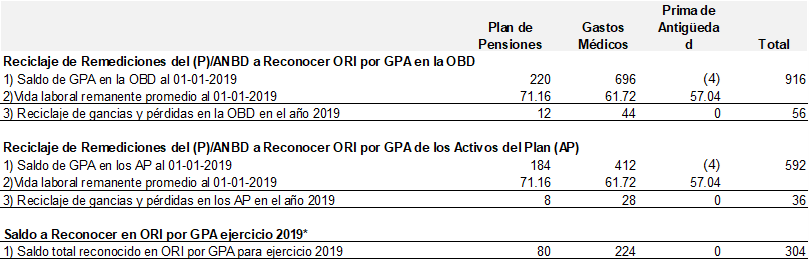 Plan de Pensiones Gastos Médicos Prima de Antigüeda d Total
Reciclaje de Remediciones del (P)/ANBD a Reconocer ORI por GPA en la OBD
1) Saldo de GPA en la OBD al 01-01-2019 220 696 (4) 916
2)Vida laboral remanente promedio al 01-01-2019 71.16 61.72 57.04
3) Reciclaje de gancias y pérdidas en la OBD en el año 2019 12 44 0 56
Reciclaje de Remediciones del (P)/ANBD a Reconocer ORI por GPA de los Activos del Plan (AP)
1) Saldo de GPA en los AP al 01-01-2019 184 412 (4) 592
2)Vida laboral remanente promedio al 01-01-2019 71.16 61.72 57.04
3) Reciclaje de gancias y pérdidas en los AP en el año 2019 8 28 0 36
Saldo a Reconocer en ORI por GPA ejercicio 2019*
1) Saldo total reconocido en ORI por GPA para ejercicio 2019 80 224 0 304